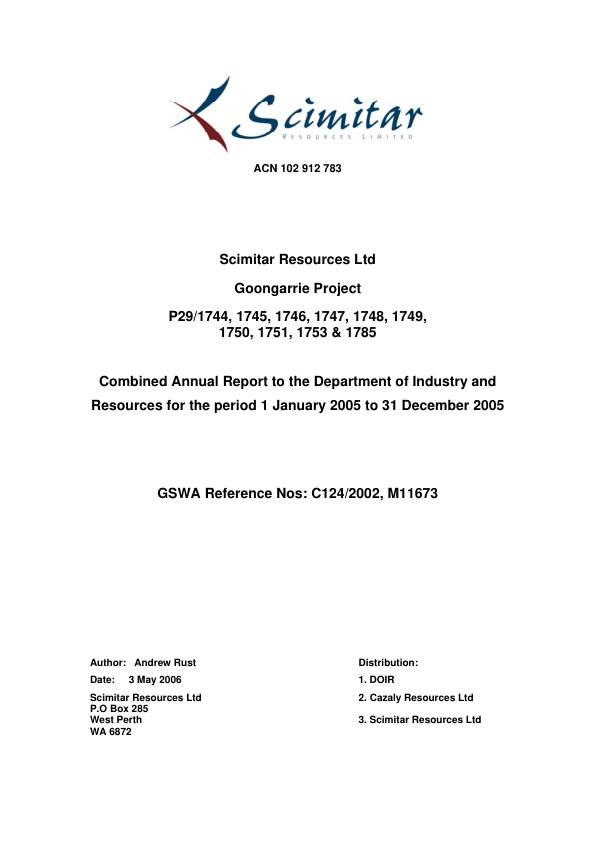 Scimitar
RESOURCES LIMITED
ACN 102 912 783
Scimitar Resources Ltd
Goongarrie Project
P29/1744, 1745, 1746, 1747, 1748, 1749,
1750, 1751, 1753 & 1785
Combined Annual Report to the Department of Industry and
Resources for the period 1 January 2005 to 31 December 2005
GSWA Reference Nos: C124/2002, M11673
Author: Andrew Rust
Date: 3 May 2006
Scimitar Resources Ltd
P.O Box 285
West Perth
WA 6872
Distribution:
1. DOIR
2. Cazaly Resources Ltd
3. Scimitar Resources Ltd